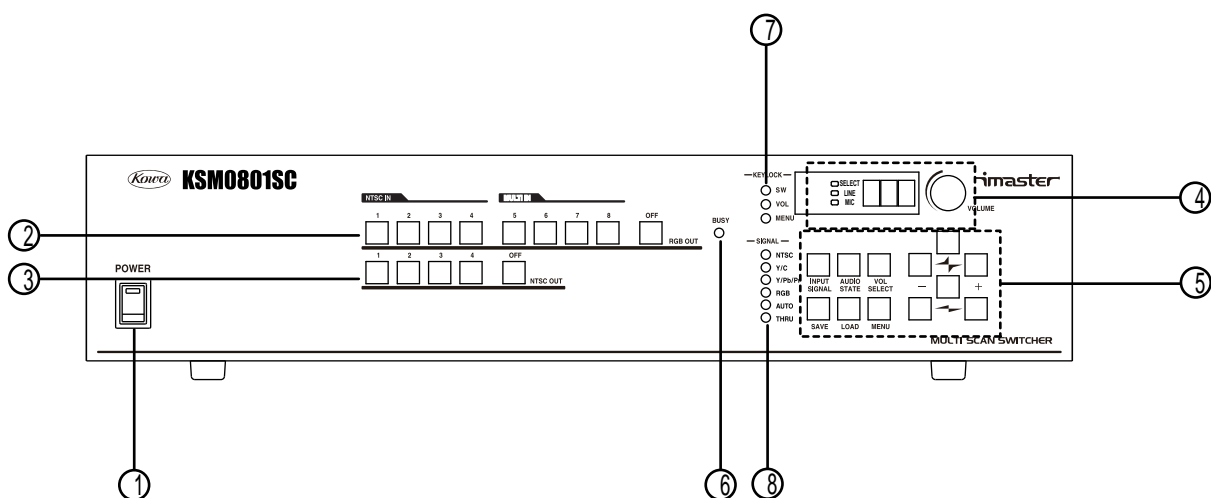 7
Kowa KSM0801SC
NTSC IN MULTI IN
1 2 3 4 5 6 7 8 OFF
RGB OUT
1 2 3 4 OFF
NTSC OUT
2
3
POWER
BUSY
KEYLOCK
SW
VOL
MENU
SELECT
LINE
MIC
imaster
VOLUME
4
SIGNAL
NTSC
Y/C
Y/Pb/Pr
RGB
AUTO
THRU
INPUT SIGNAL
AUDIO STATE
VOL SELECT
SAVE LOAD MENU
− +
5
MULTI SCAN SWITCHER
1
6
8